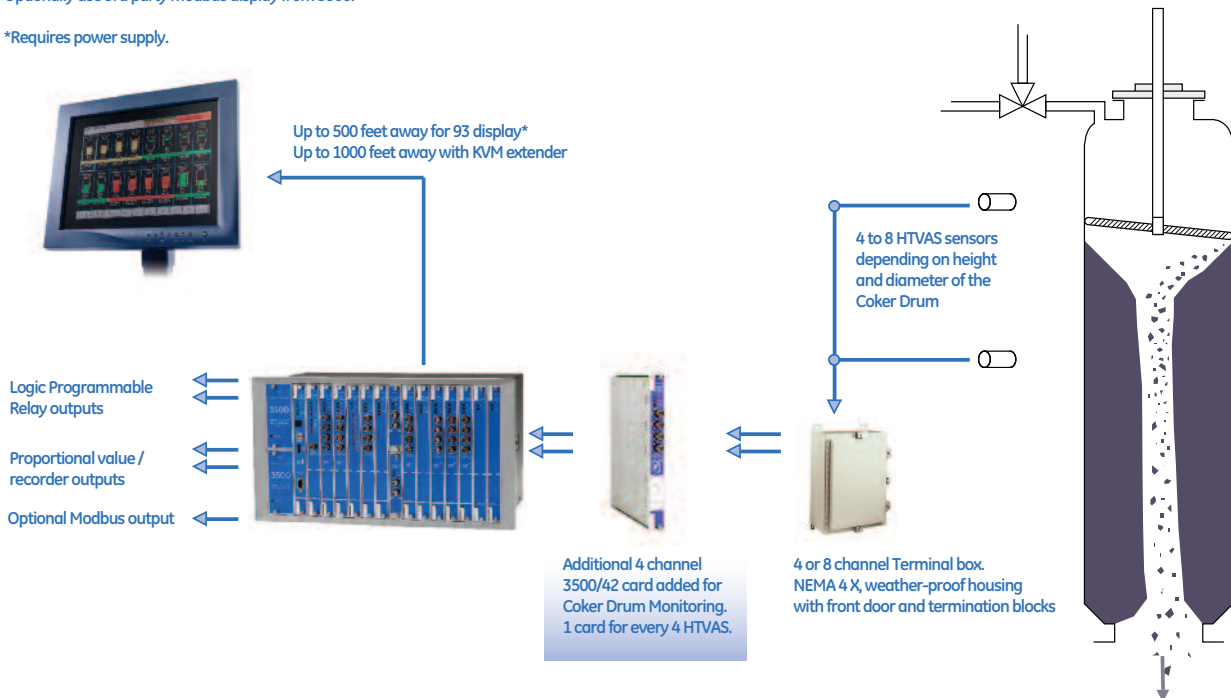 *Requires power supply.
Up to 500 feet away for 93 display*
Up to 1000 feet away with KVM extender
4 to 8 HTVAS sensors
depending on height
and diameter of the
Coker Drum
Logic Programmable
Relay outputs
Proportional value /
recorder outputs
Optional Modbus output
3500
3500
Additional 4 channel
3500/42 card added for
Coker Drum Monitoring.
1 card for every 4 HTVAS.
4 or 8 channel Terminal box.
NEMA 4 X, weather-proof housing
with front door and termination blocks